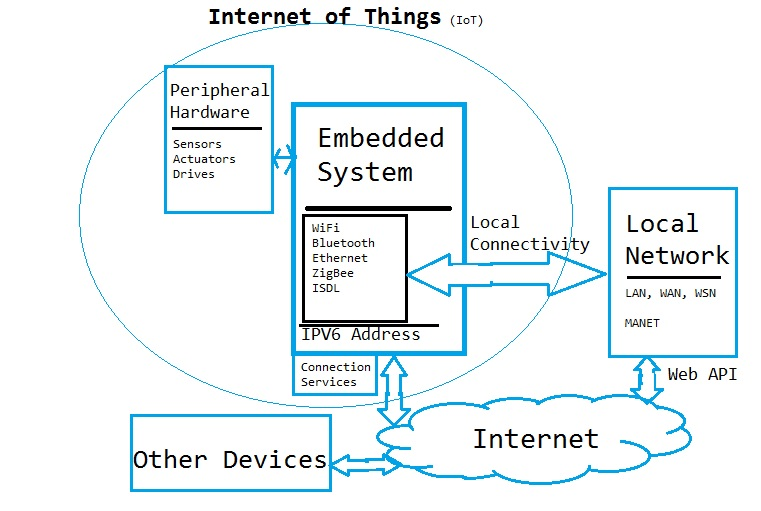 Internet of Things (IoT)
Peripheral
Hardware
Sensors
Actuators
Drives
Embedded
System
WiFi
Bluetooth
Ethernet
ZigBee
ISDL
IPV6 Address
Connection
Services
Local
Connectivity
Local
Network
LAN, WAN, WSN
MANET
Web API
Internet
Other Devices